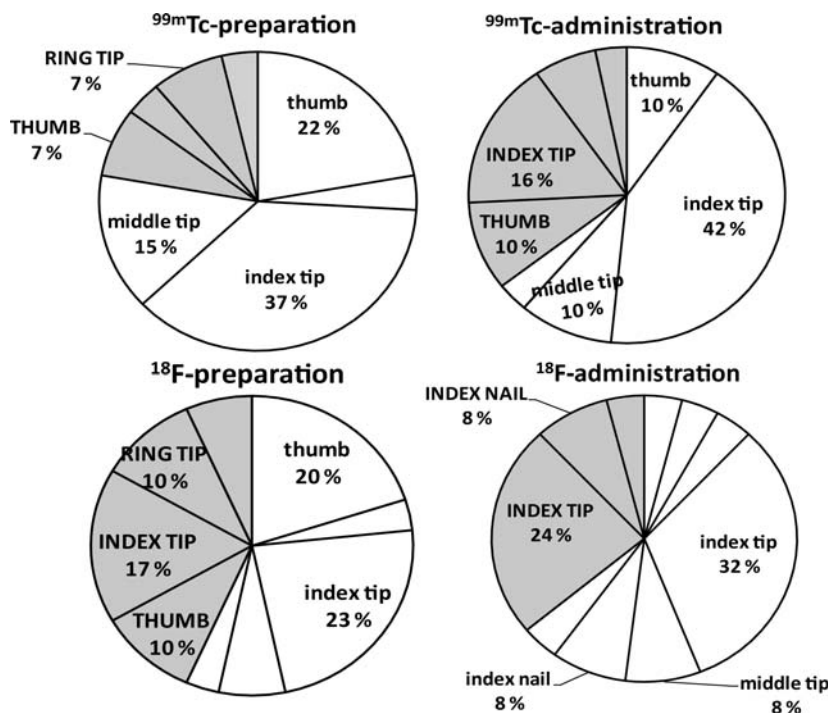 ⁹⁹ᵐTc-preparation
RING TIP
7 %
THUMB
7 %
thumb
22 %
middle tip
15 %
index tip
37 %
⁹⁹ᵐTc-administration
thumb
10 %
INDEX TIP
16 %
index tip
42 %
THUMB
10 %
middle tip
10 %
¹⁸F-preparation
RING TIP
10 %
thumb
20 %
INDEX TIP
17 %
index tip
23 %
THUMB
10 %
¹⁸F-administration
INDEX NAIL
8 %
INDEX TIP
24 %
index tip
32 %
index nail
8 %
middle tip
8 %